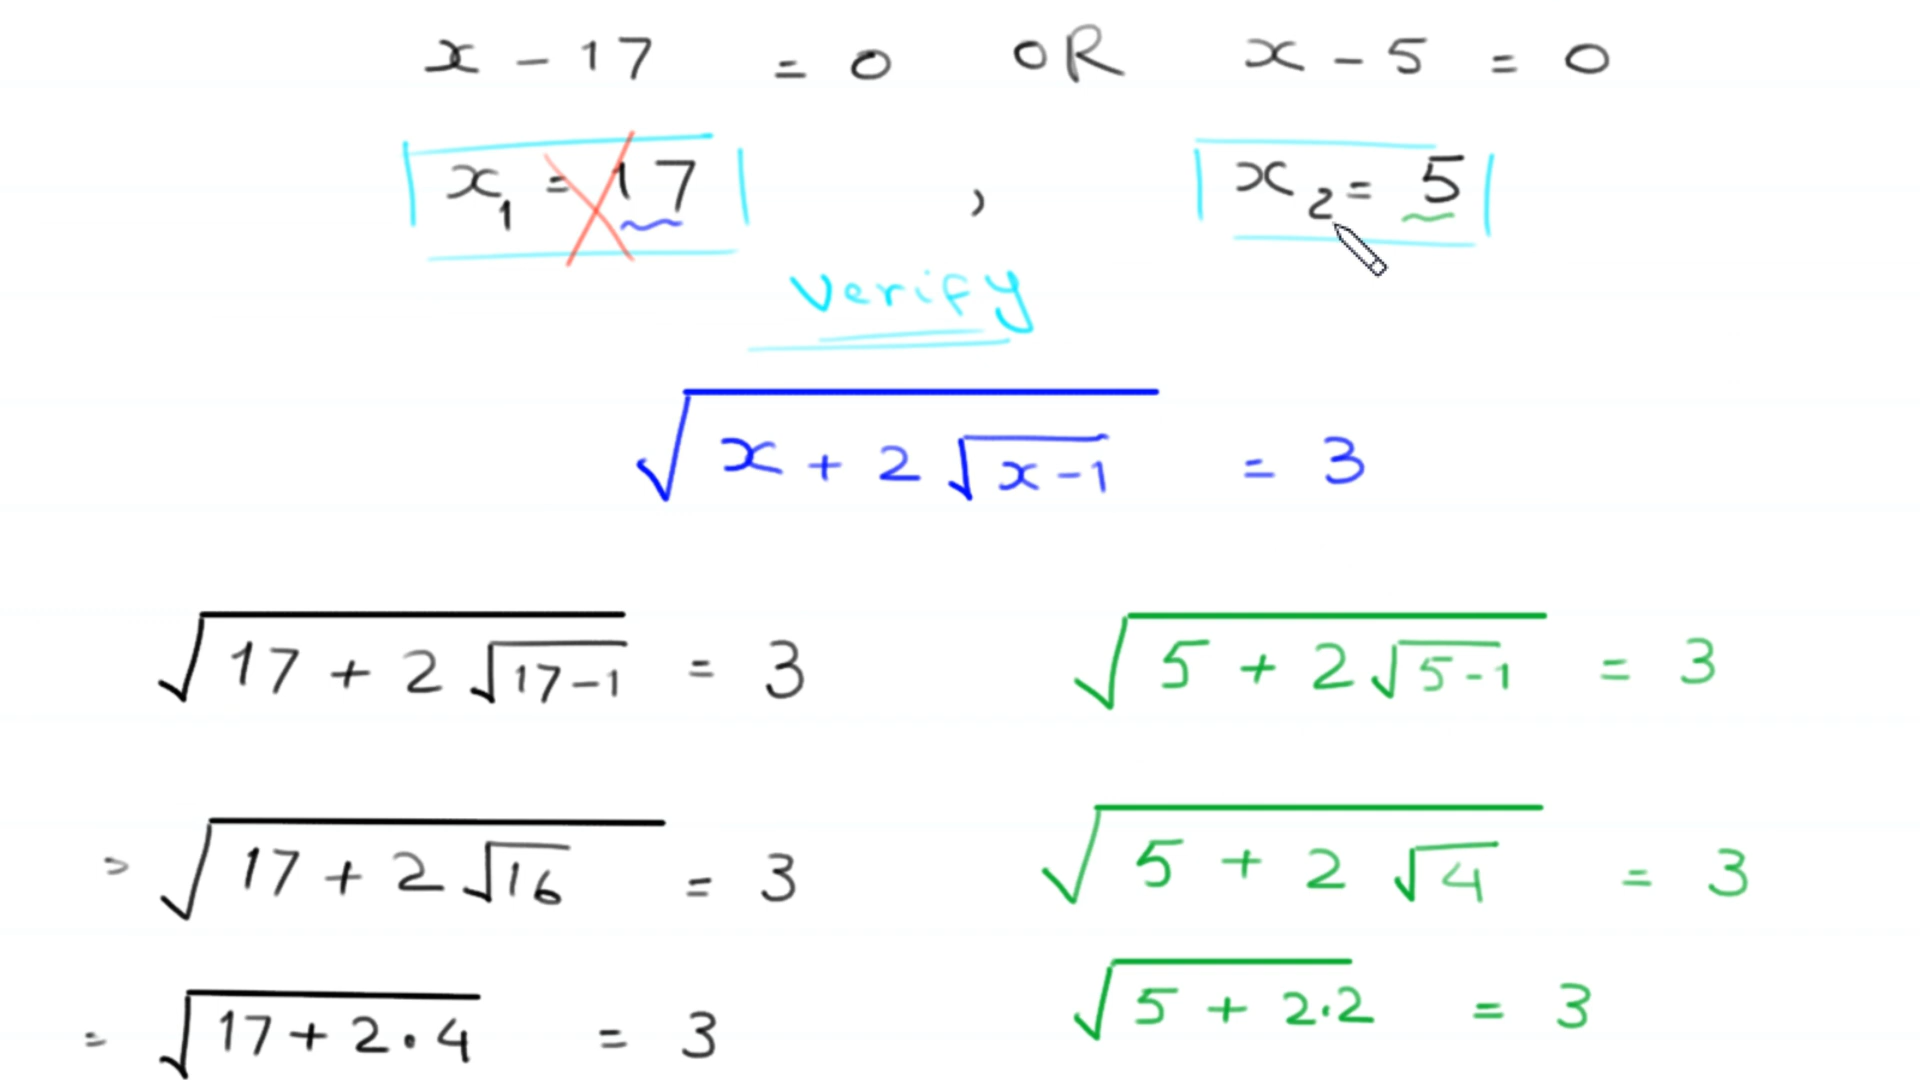 x - 17 = 0 OR x - 5 = 0
x₁ = 17 , x₂ = 5
verify
√(x + 2√(x-1)) = 3
√(17 + 2√(17-1)) = 3
√(5 + 2√(5-1)) = 3
= √(17 + 2√16) = 3
√(5 + 2√4) = 3
= √(17 + 2·4) = 3
√(5 + 2·2) = 3